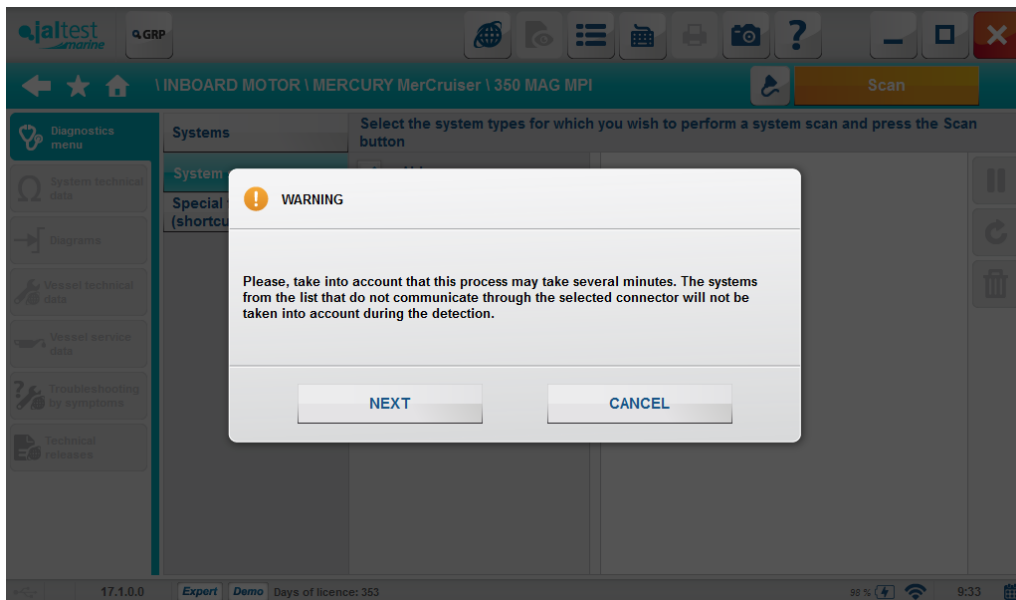 jaltest
marine
GRP
?
\ INBOARD MOTOR \ MERCURY MerCruiser \ 350 MAG MPI
Scan
Diagnostics
menu
Systems
Select the system types for which you wish to perform a system scan and press the Scan
button
System technical
data
System
Special
(shortcu
Diagrams
Vessel technical
data
Vessel service
data
Troubleshooting
by symptoms
Technical
releases
WARNING
Please, take into account that this process may take several minutes. The systems
from the list that do not communicate through the selected connector will not be
taken into account during the detection.
NEXT
CANCEL
17.1.0.0
Expert
Demo
Days of licence: 353
98 %
9:33